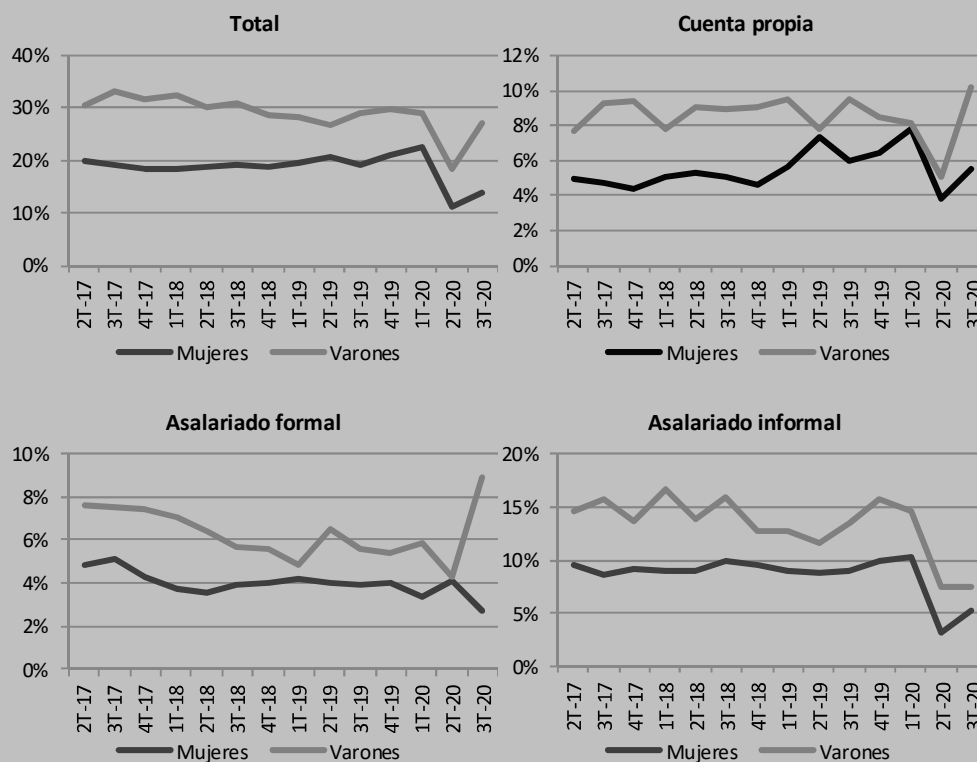 Total
40%
30%
20%
10%
0%
2T-17
3T-17
4T-17
1T-18
2T-18
3T-18
4T-18
1T-19
2T-19
3T-19
4T-19
1T-20
2T-20
3T-20
Mujeres
Varones
Cuenta propia
12%
10%
8%
6%
4%
2%
0%
2T-17
3T-17
4T-17
1T-18
2T-18
3T-18
4T-18
1T-19
2T-19
3T-19
4T-19
1T-20
2T-20
3T-20
Mujeres
Varones
Asalariado formal
10%
8%
6%
4%
2%
0%
2T-17
3T-17
4T-17
1T-18
2T-18
3T-18
4T-18
1T-19
2T-19
3T-19
4T-19
1T-20
2T-20
3T-20
Mujeres
Varones
Asalariado informal
20%
15%
10%
5%
0%
2T-17
3T-17
4T-17
1T-18
2T-18
3T-18
4T-18
1T-19
2T-19
3T-19
4T-19
1T-20
2T-20
3T-20
Mujeres
Varones